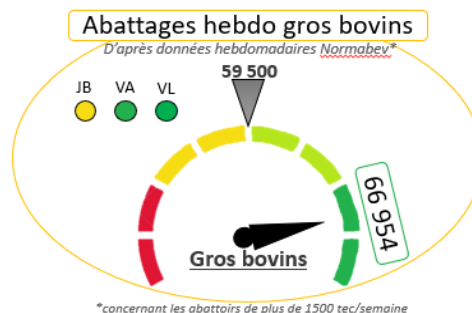 Abattages hebdo gros bovins
D'après données hebdomadaires Normabev*
59 500
JB VA VL
66 954
Gros bovins
*concernant les abattoirs de plus de 1500 tec/semaine